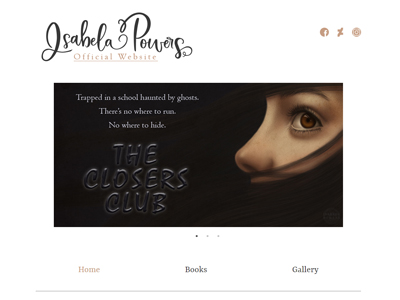 Isabela Powers
Official Website
Trapped in a school haunted by ghosts.
There's no where to run.
No where to hide.
THE
CLOSERS
CLUB
Home
Books
Gallery